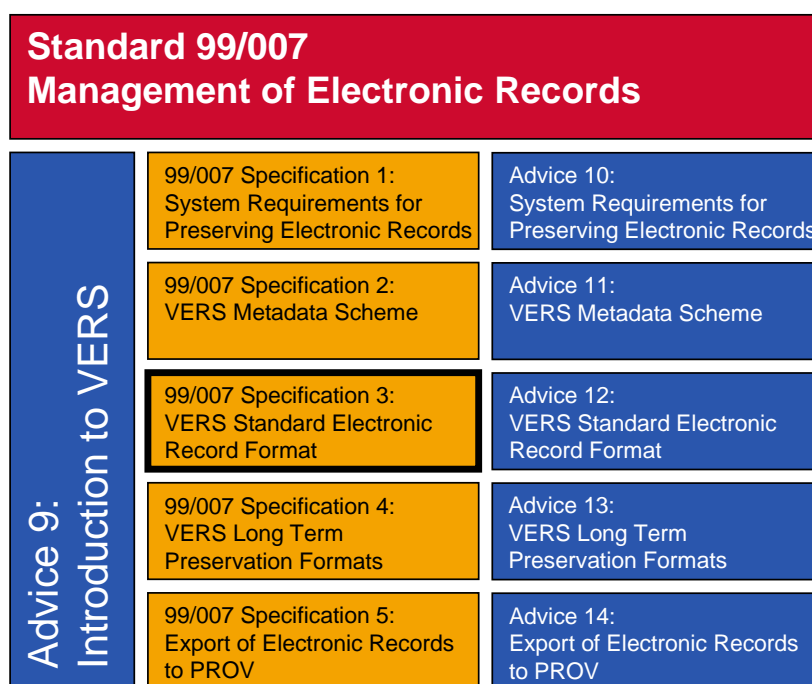 Standard 99/007
Management of Electronic Records
Advice 9:
Introduction to VERS
99/007 Specification 1:
System Requirements for
Preserving Electronic Records
Advice 10:
System Requirements for
Preserving Electronic Records
99/007 Specification 2:
VERS Metadata Scheme
Advice 11:
VERS Metadata Scheme
99/007 Specification 3:
VERS Standard Electronic
Record Format
Advice 12:
VERS Standard Electronic
Record Format
99/007 Specification 4:
VERS Long Term
Preservation Formats
Advice 13:
VERS Long Term
Preservation Formats
99/007 Specification 5:
Export of Electronic Records
to PROV
Advice 14:
Export of Electronic Records
to PROV